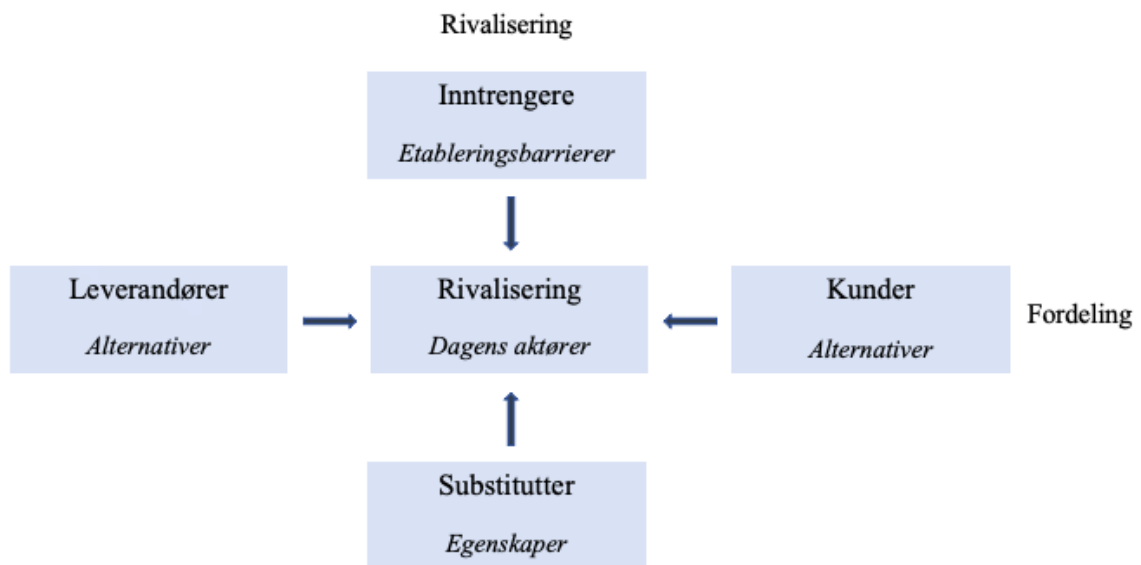 Rivalisering
Inntrengere
Etableringsbarrierer
Leverandører
Alternativer
Rivalisering
Dagens aktører
Kunder
Alternativer
Fordeling
Substitutter
Egenskaper